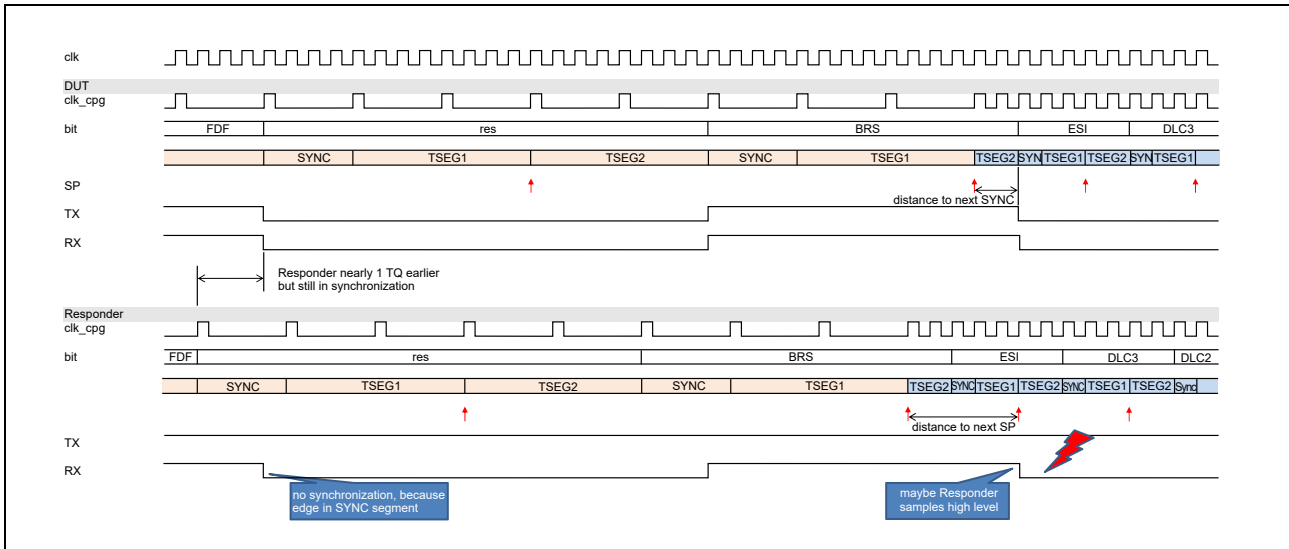 clk
DUT
clk_cpg
bit FDF res BRS ESI DLC3
SYNC TSEG1 TSEG2 SYNC TSEG1 TSEG2 SYN TSEG1 TSEG2 SYN TSEG1
SP
distance to next SYNC
TX
RX
Responder nearly 1 TQ earlier
but still in synchronization
Responder
clk_cpg
bit FDF res BRS ESI DLC3 DLC2
SYNC TSEG1 TSEG2 SYNC TSEG1 TSEG2 SYNC TSEG1 TSEG2 SYNC TSEG1 TSEG2 Sync
distance to next SP
TX
RX
no synchronization, because
edge in SYNC segment
maybe Responder
samples high level